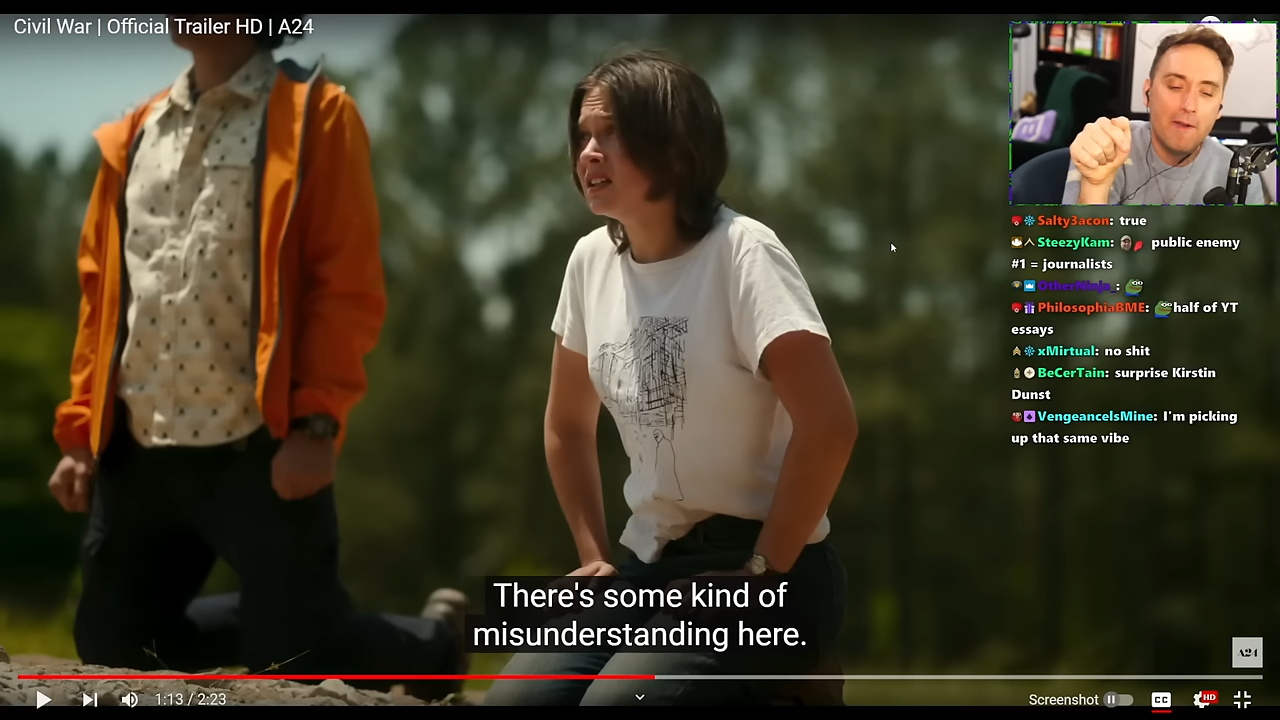 Civil War | Official Trailer HD | A24
Salty3acon: true
SteezyKam: public enemy
#1 = journalists
OtherNinja_:
PhilosophiaBME: half of YT
essays
xMirtual: no shit
BeCerTain: surprise Kirstin
Dunst
VengeanceIsMine: I'm picking
up that same vibe
There's some kind of
misunderstanding here.
A24
1:13 / 2:23
Screenshot
CC
HD